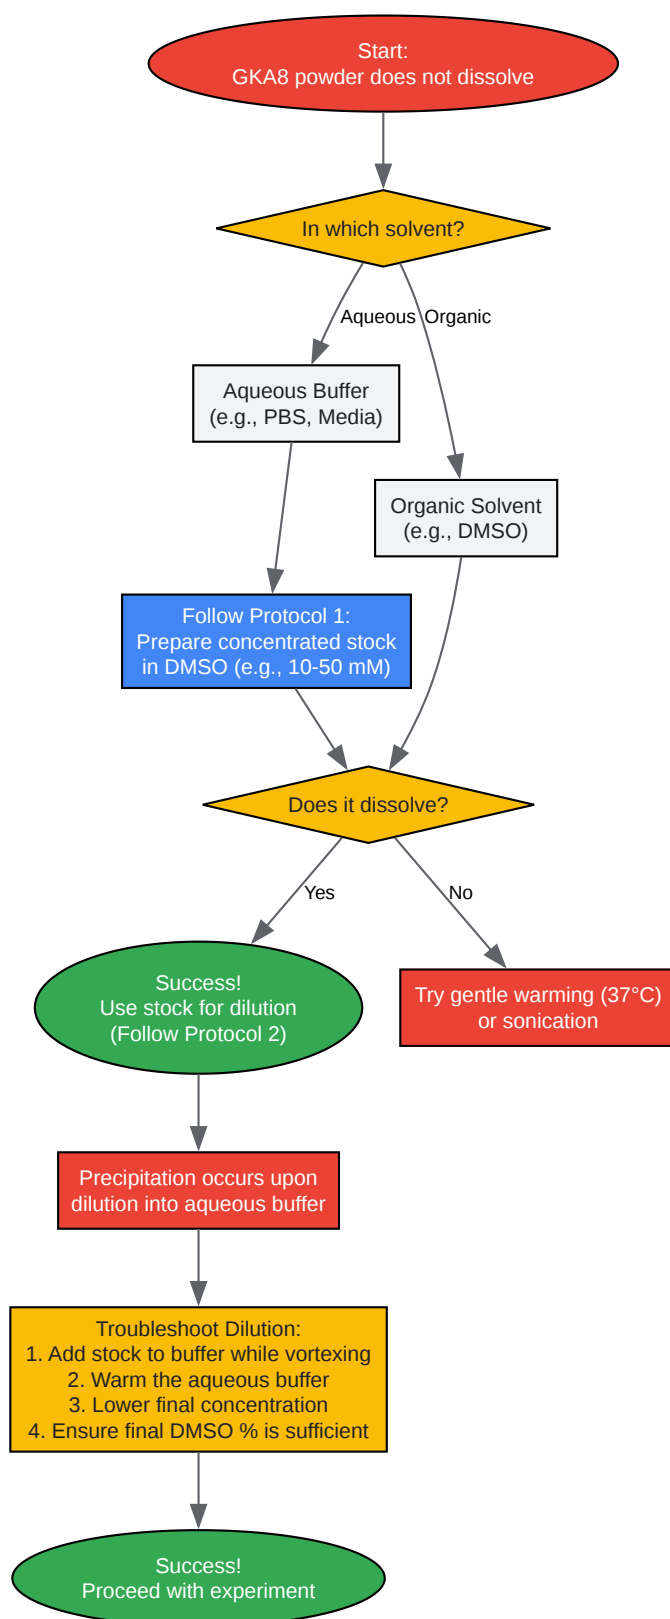 Start:
GKA8 powder does not dissolve
In which solvent?
Aqueous
Organic
Aqueous Buffer
(e.g., PBS, Media)
Organic Solvent
(e.g., DMSO)
Follow Protocol 1:
Prepare concentrated stock
in DMSO (e.g., 10-50 mM)
Does it dissolve?
Yes
No
Success!
Use stock for dilution
(Follow Protocol 2)
Try gentle warming (37°C)
or sonication
Precipitation occurs upon
dilution into aqueous buffer
Troubleshoot Dilution:
1. Add stock to buffer while vortexing
2. Warm the aqueous buffer
3. Lower final concentration
4. Ensure final DMSO % is sufficient
Success!
Proceed with experiment